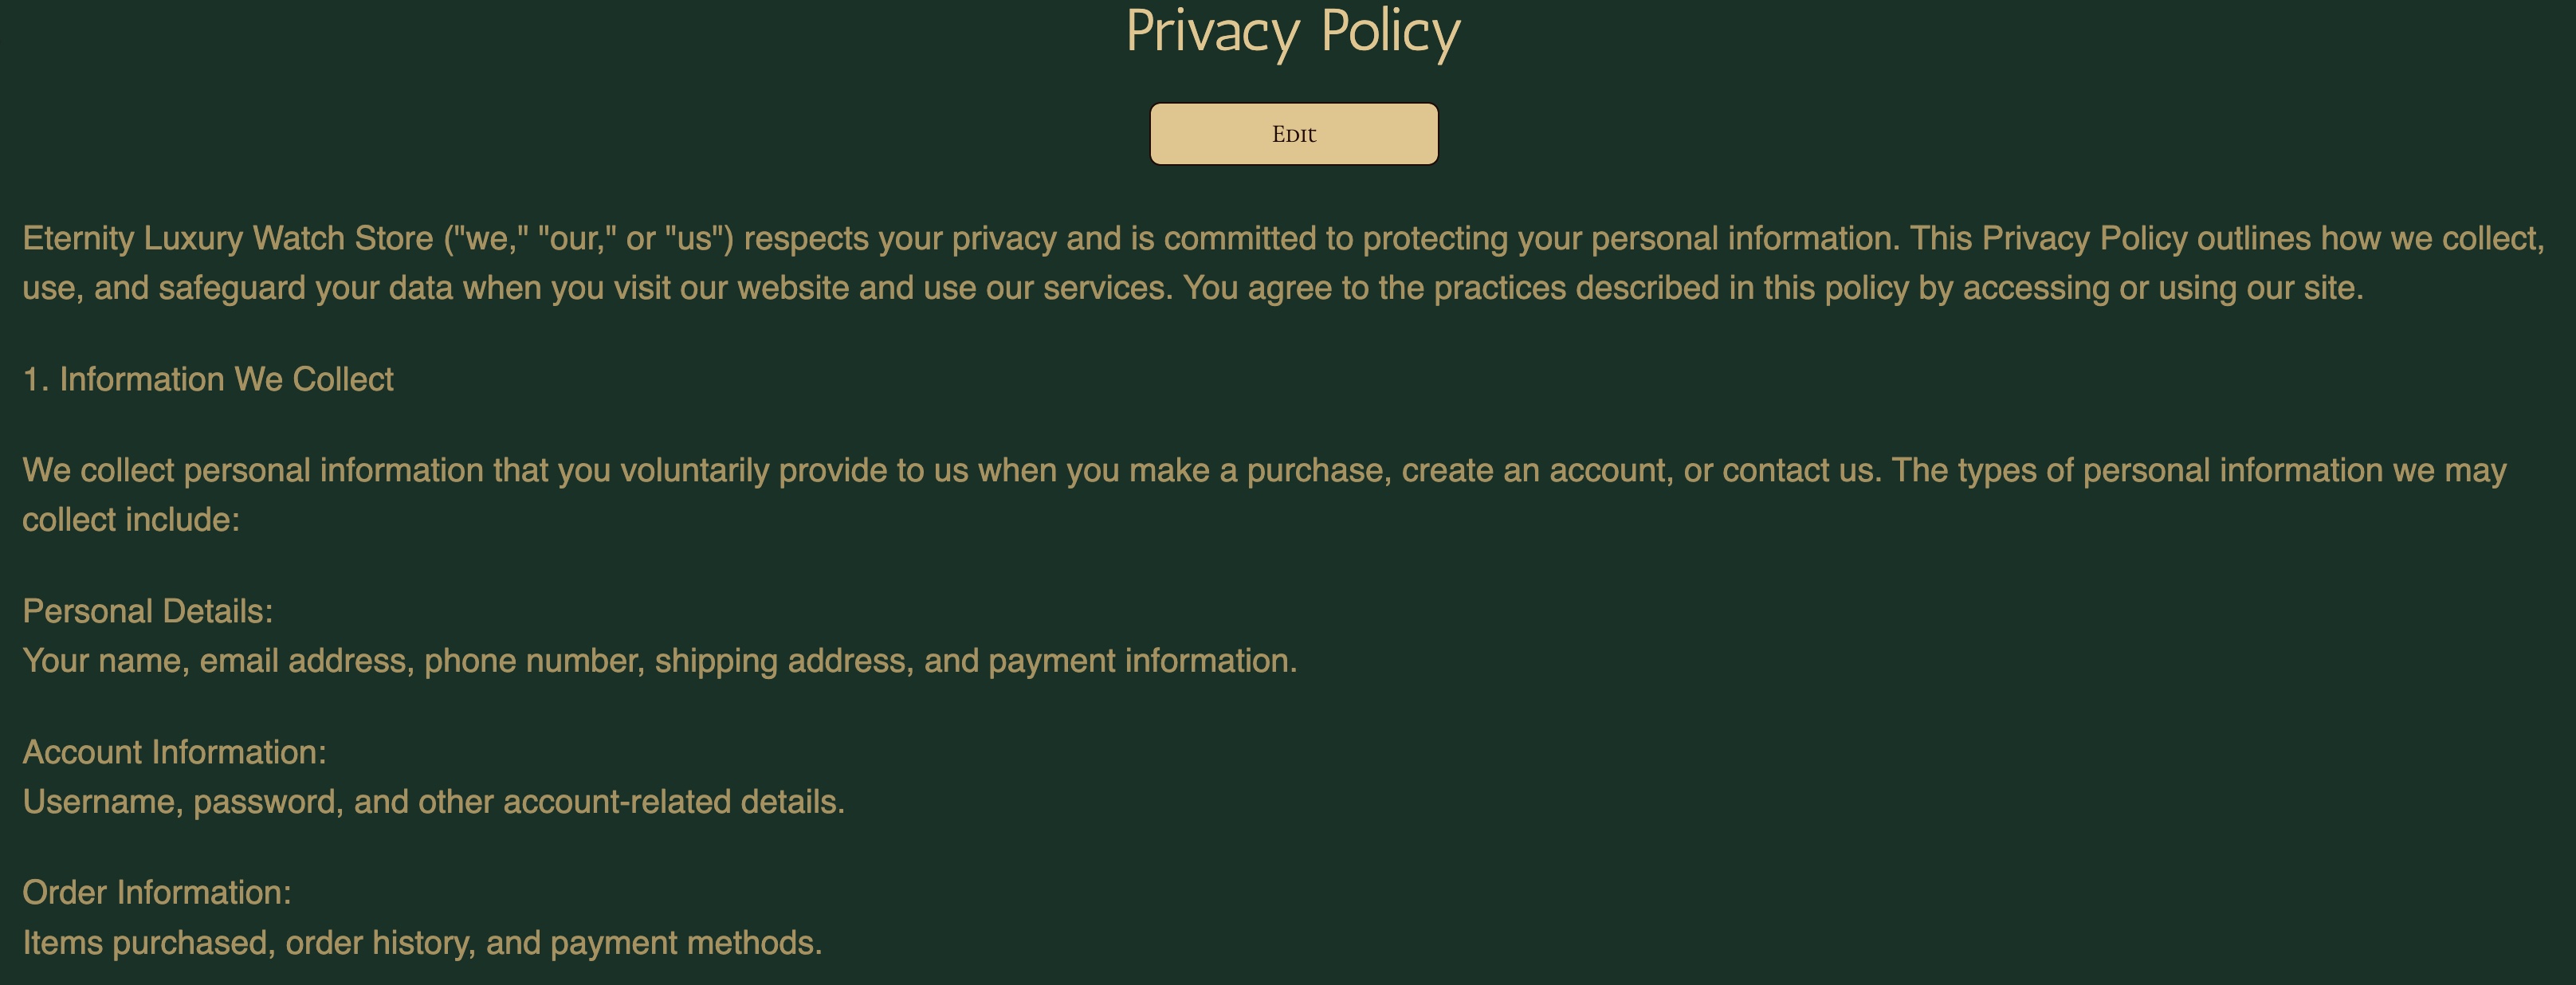 Privacy Policy
Edit
Eternity Luxury Watch Store ("we," "our," or "us") respects your privacy and is committed to protecting your personal information. This Privacy Policy outlines how we collect,
use, and safeguard your data when you visit our website and use our services. You agree to the practices described in this policy by accessing or using our site.
1. Information We Collect
We collect personal information that you voluntarily provide to us when you make a purchase, create an account, or contact us. The types of personal information we may
collect include:
Personal Details:
Your name, email address, phone number, shipping address, and payment information.
Account Information:
Username, password, and other account-related details.
Order Information:
Items purchased, order history, and payment methods.